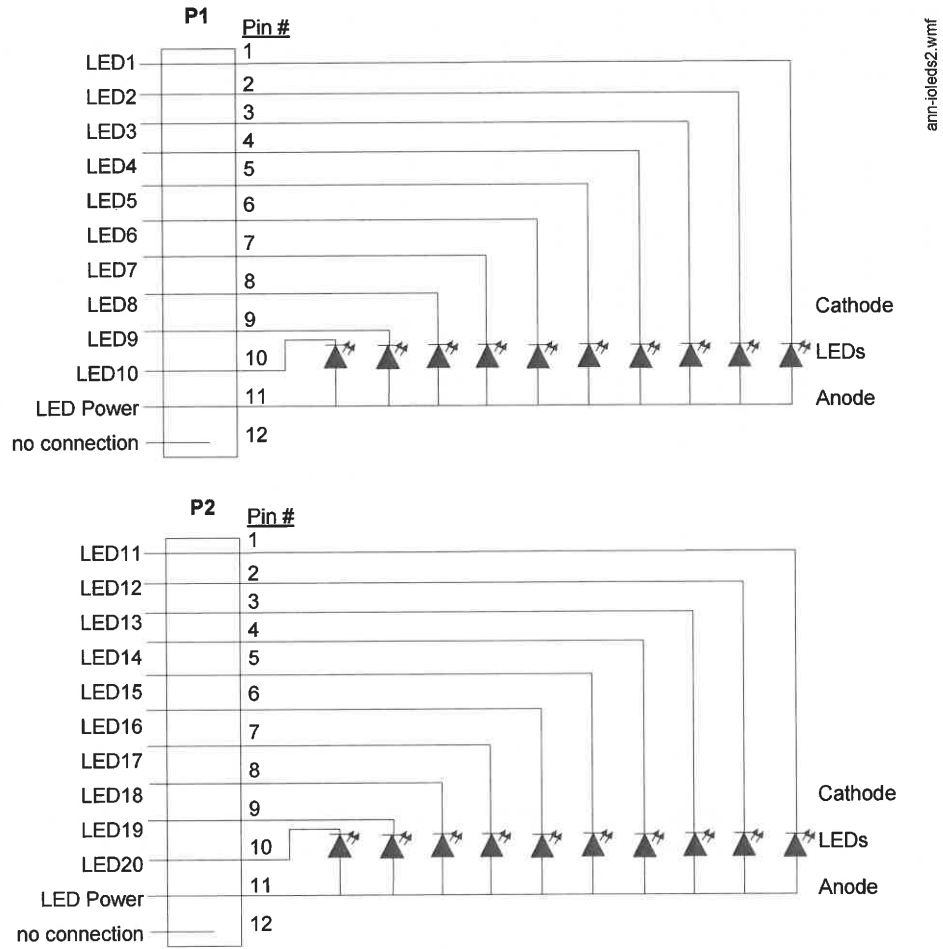 P1
Pin #
LED1 1
LED2 2
LED3 3
LED4 4
LED5 5
LED6 6
LED7 7
LED8 8
LED9 9
LED10 10
LED Power 11
no connection 12
Cathode
LEDs
Anode
ann-ioleds2.wmf
P2
Pin #
LED11 1
LED12 2
LED13 3
LED14 4
LED15 5
LED16 6
LED17 7
LED18 8
LED19 9
LED20 10
LED Power 11
no connection 12
Cathode
LEDs
Anode